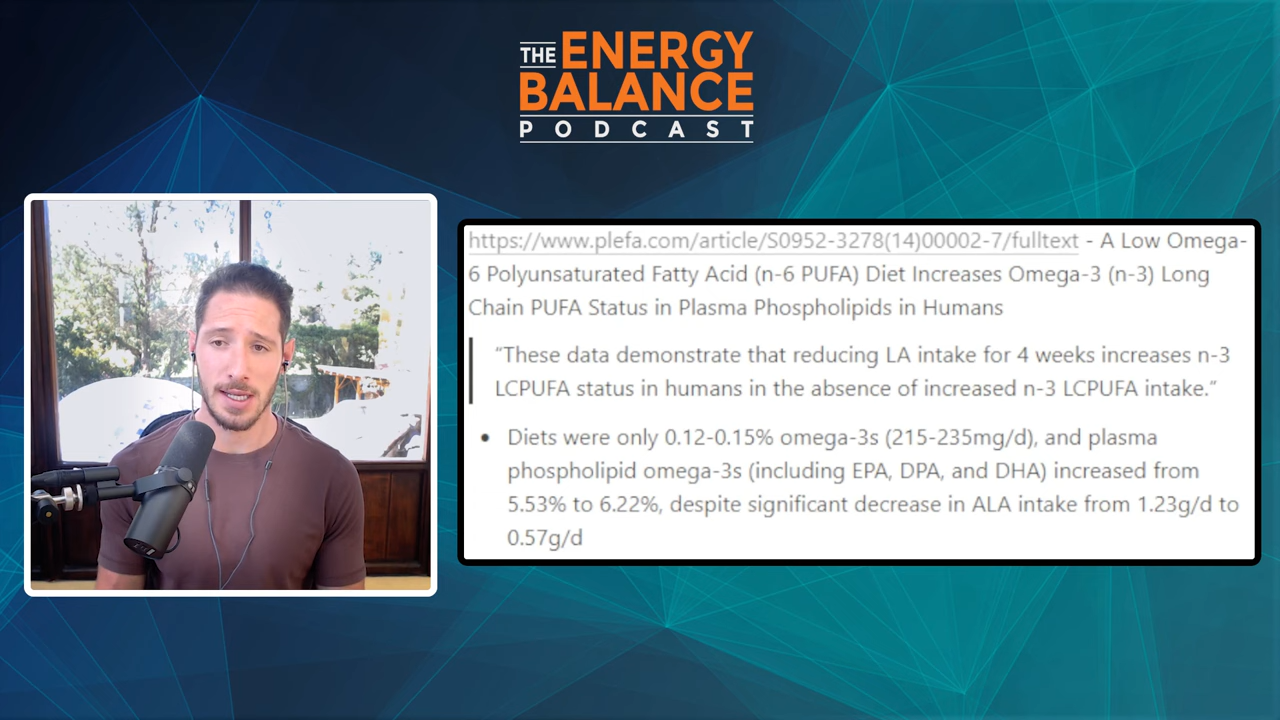 THE ENERGY
BALANCE
PODCAST
https://www.plefa.com/article/S0952-3278(14)00002-7/fulltext - A Low Omega-
6 Polyunsaturated Fatty Acid (n-6 PUFA) Diet Increases Omega-3 (n-3) Long
Chain PUFA Status in Plasma Phospholipids in Humans
“These data demonstrate that reducing LA intake for 4 weeks increases n-3
LCPUFA status in humans in the absence of increased n-3 LCPUFA intake.”
• Diets were only 0.12-0.15% omega-3s (215-235mg/d), and plasma
phospholipid omega-3s (including EPA, DPA, and DHA) increased from
5.53% to 6.22%, despite significant decrease in ALA intake from 1.23g/d to
0.57g/d